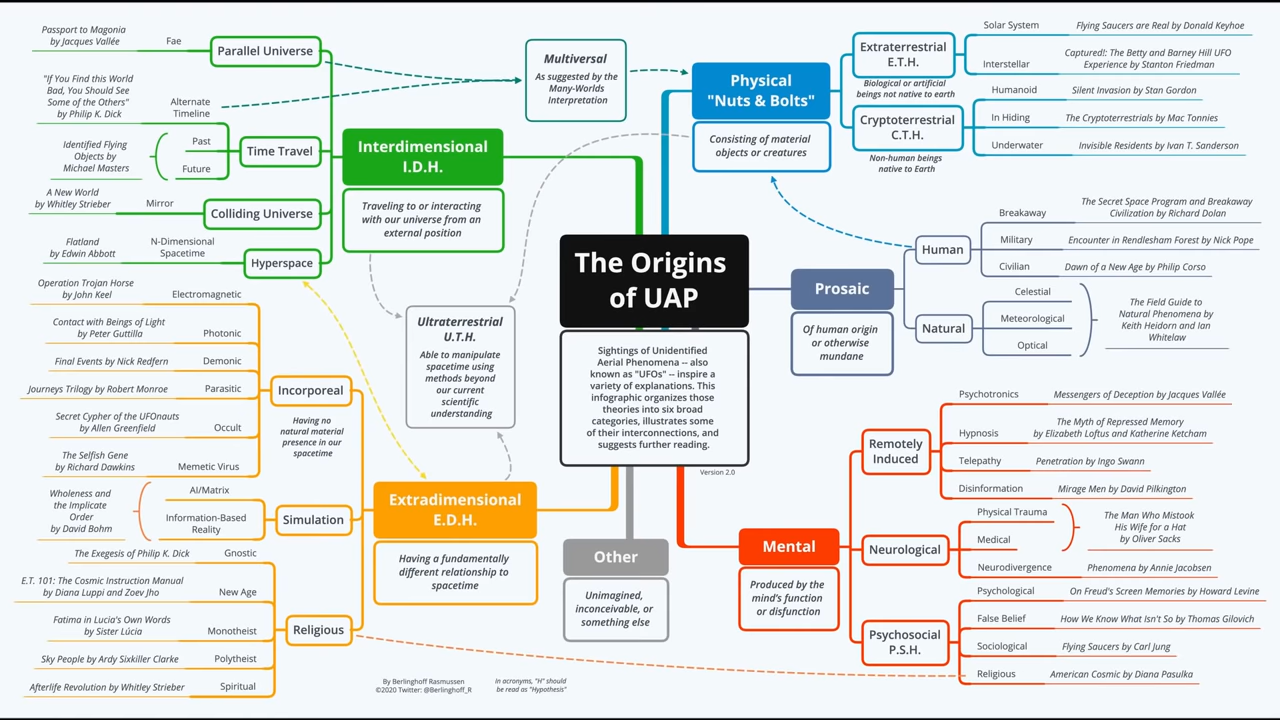 The Origins
of UAP
Sightings of Unidentified
Aerial Phenomena -- also
known as "UFOs" -- inspire a
variety of explanations. This
infographic organizes those
theories into six broad
categories, illustrates some
of their interconnections, and
suggests further reading.
Version 2.0
Interdimensional
I.D.H.
Traveling to or interacting
with our universe from an
external position
Parallel Universe
Fae
Passport to Magonia
by Jacques Vallée
Alternate
Timeline
"If You Find this World
Bad, You Should See
Some of the Others"
by Philip K. Dick
Time Travel
Past
Future
Identified Flying
Objects by
Michael Masters
Colliding Universe
Mirror
A New World
by Whitley Strieber
Hyperspace
N-Dimensional
Spacetime
Flatland
by Edwin Abbott
Multiversal
As suggested by the
Many-Worlds
Interpretation
Physical
"Nuts & Bolts"
Consisting of material
objects or creatures
Extraterrestrial
E.T.H.
Biological or artificial
beings not native to earth
Solar System
Flying Saucers are Real by Donald Keyhoe
Interstellar
Captured!: The Betty and Barney Hill UFO
Experience by Stanton Friedman
Cryptoterrestrial
C.T.H.
Non-human beings
native to Earth
Humanoid
Silent Invasion by Stan Gordon
In Hiding
The Cryptoterrestrials by Mac Tonnies
Underwater
Invisible Residents by Ivan T. Sanderson
Prosaic
Of human origin
or otherwise
mundane
Human
Breakaway
The Secret Space Program and Breakaway
Civilization by Richard Dolan
Military
Encounter in Rendlesham Forest by Nick Pope
Civilian
Dawn of a New Age by Philip Corso
Natural
Celestial
Meteorological
Optical
The Field Guide to
Natural Phenomena by
Keith Heidorn and Ian
Whitelaw
Ultraterrestrial
U.T.H.
Able to manipulate
spacetime using
methods beyond
our current
scientific
understanding
Extradimensional
E.D.H.
Having a fundamentally
different relationship to
spacetime
Incorporeal
Having no
natural material
presence in our
spacetime
Electromagnetic
Operation Trojan Horse
by John Keel
Photonic
Contact with Beings of Light
by Peter Guttilla
Demonic
Final Events by Nick Redfern
Parasitic
Journeys Trilogy by Robert Monroe
Occult
Secret Cypher of the UFOnauts
by Allen Greenfield
Memetic Virus
The Selfish Gene
by Richard Dawkins
Simulation
AI/Matrix
Information-Based
Reality
Wholeness and
the Implicate
Order
by David Bohm
Religious
Gnostic
The Exegesis of Philip K. Dick
New Age
E.T. 101: The Cosmic Instruction Manual
by Diana Luppi and Zoev Jho
Monotheist
Fatima in Lucia's Own Words
by Sister Lúcia
Polytheist
Sky People by Ardy Sixkiller Clarke
Spiritual
Afterlife Revolution by Whitley Strieber
Other
Unimagined,
inconceivable, or
something else
Mental
Produced by the
mind's function
or disfunction
Remotely
Induced
Psychotronics
Messengers of Deception by Jacques Vallée
Hypnosis
The Myth of Repressed Memory
by Elizabeth Loftus and Katherine Ketcham
Telepathy
Penetration by Ingo Swann
Disinformation
Mirage Men by David Pilkington
Neurological
Physical Trauma
Medical
The Man Who Mistook
His Wife for a Hat
by Oliver Sacks
Neurodivergence
Phenomena by Annie Jacobsen
Psychosocial
P.S.H.
Psychological
On Freud's Screen Memories by Howard Levine
False Belief
How We Know What Isn't So by Thomas Gilovich
Sociological
Flying Saucers by Carl Jung
Religious
American Cosmic by Diana Pasulka
By Berlinghoff Rasmussen
©2020 Twitter: @Berlinghoff_R
In acronyms, "H" should
be read as "Hypothesis"